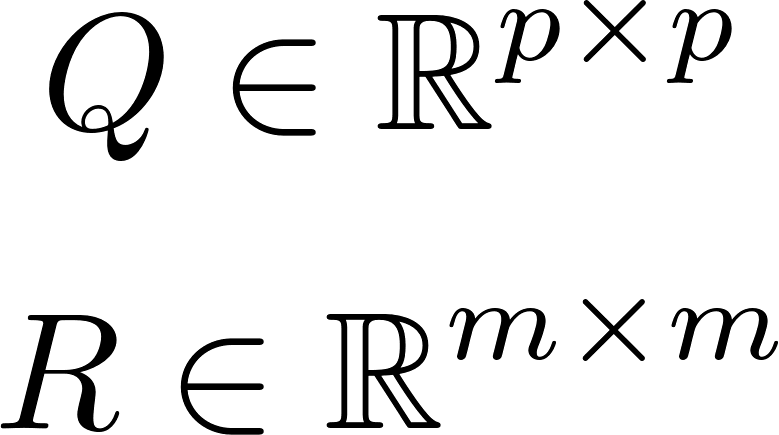 Q ∈ ℝ^{p×p}
R ∈ ℝ^{m×m}